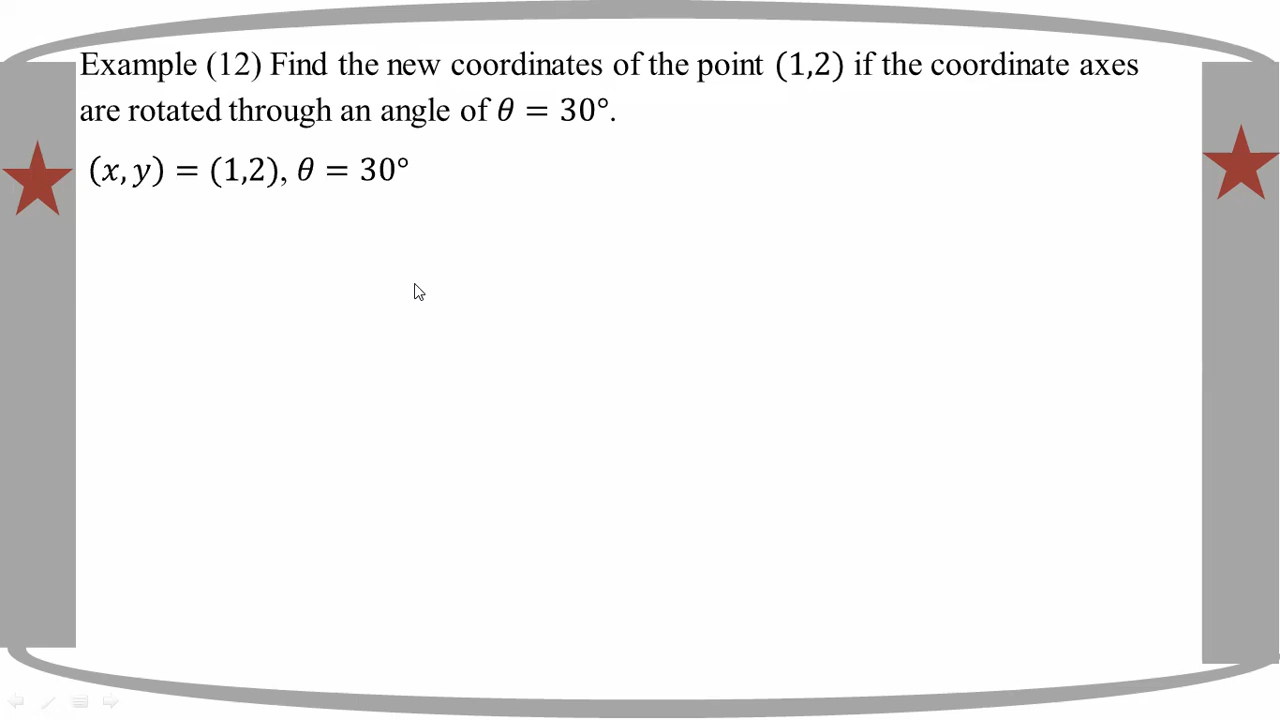 Example (12) Find the new coordinates of the point (1,2) if the coordinate axes
are rotated through an angle of 𝜃 = 30°.
(𝑥, 𝑦) = (1,2), 𝜃 = 30°